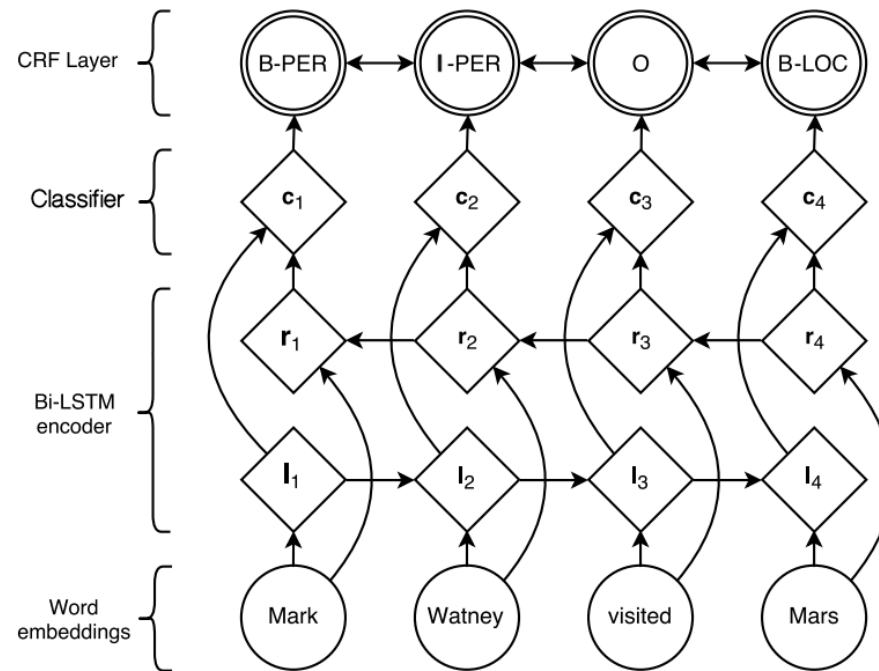 CRF Layer
B-PER
I-PER
O
B-LOC
Classifier
c₁
c₂
c₃
c₄
Bi-LSTM
encoder
r₁
r₂
r₃
r₄
l₁
l₂
l₃
l₄
Word
embeddings
Mark
Watney
visited
Mars